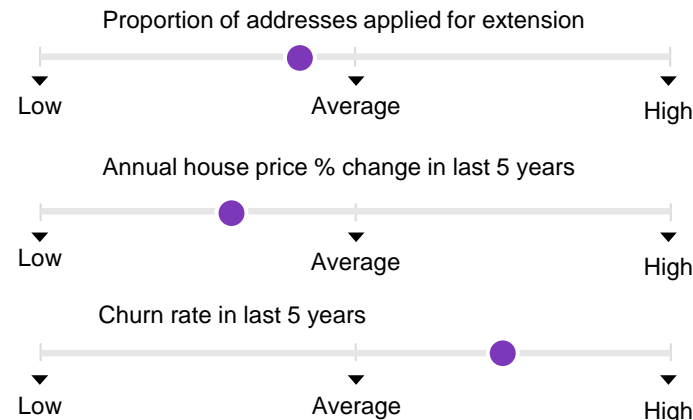 Proportion of addresses applied for extension
Low Average High
Annual house price % change in last 5 years
Low Average High
Churn rate in last 5 years
Low Average High